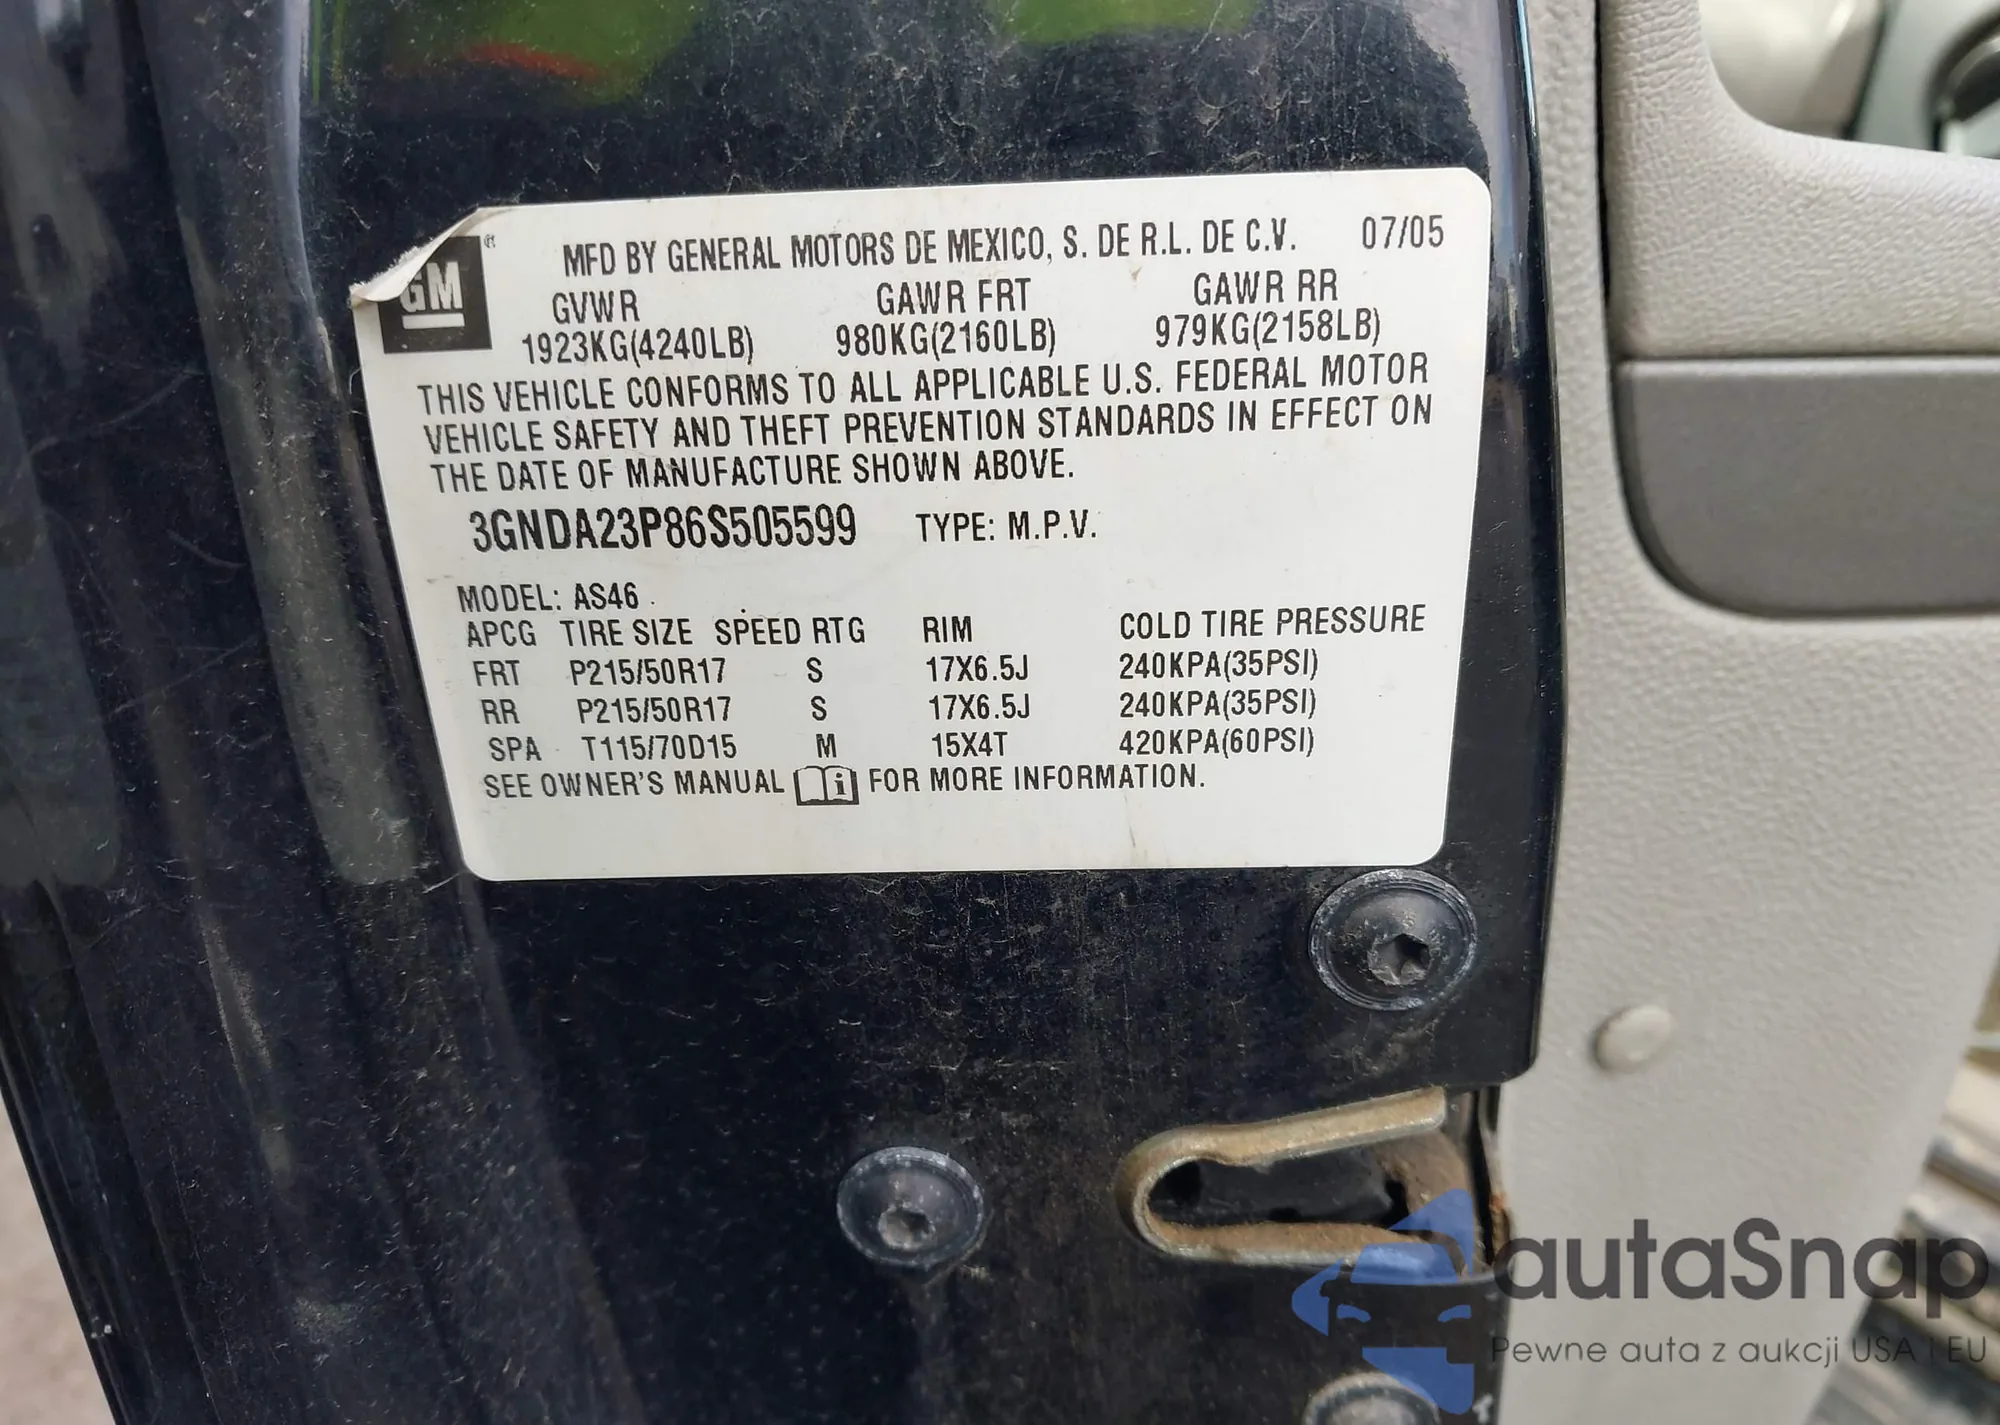 GM ®
MFD BY GENERAL MOTORS DE MEXICO, S. DE R.L. DE C.V. 07/05
GVWR GAWR FRT GAWR RR
1923KG(4240LB) 980KG(2160LB) 979KG(2158LB)
THIS VEHICLE CONFORMS TO ALL APPLICABLE U.S. FEDERAL MOTOR
VEHICLE SAFETY AND THEFT PREVENTION STANDARDS IN EFFECT ON
THE DATE OF MANUFACTURE SHOWN ABOVE.
3GNDA23P86S505599 TYPE: M.P.V.
MODEL: AS46
APCG TIRE SIZE SPEED RTG RIM COLD TIRE PRESSURE
FRT P215/50R17 S 17X6.5J 240KPA(35PSI)
RR P215/50R17 S 17X6.5J 240KPA(35PSI)
SPA T115/70D15 M 15X4T 420KPA(60PSI)
SEE OWNER'S MANUAL i FOR MORE INFORMATION.
autaSnap
Pewne auta z aukcji USA i EU